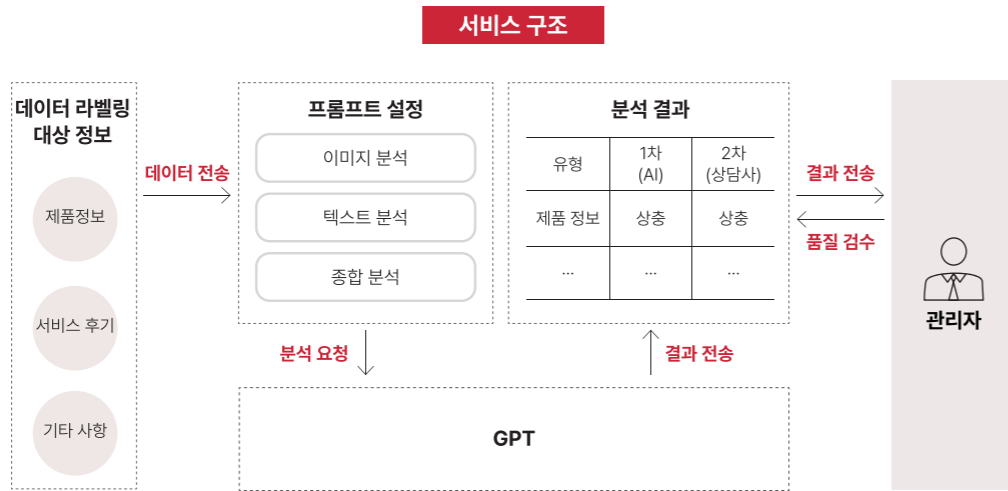 서비스 구조
데이터 라벨링
대상 정보
제품정보
서비스 후기
기타 사항
데이터 전송
프롬프트 설정
이미지 분석
텍스트 분석
종합 분석
분석 요청
GPT
결과 전송
분석 결과
유형
1차
(AI)
2차
(상담사)
제품 정보
상충
상충
...
...
...
결과 전송
품질 검수
관리자